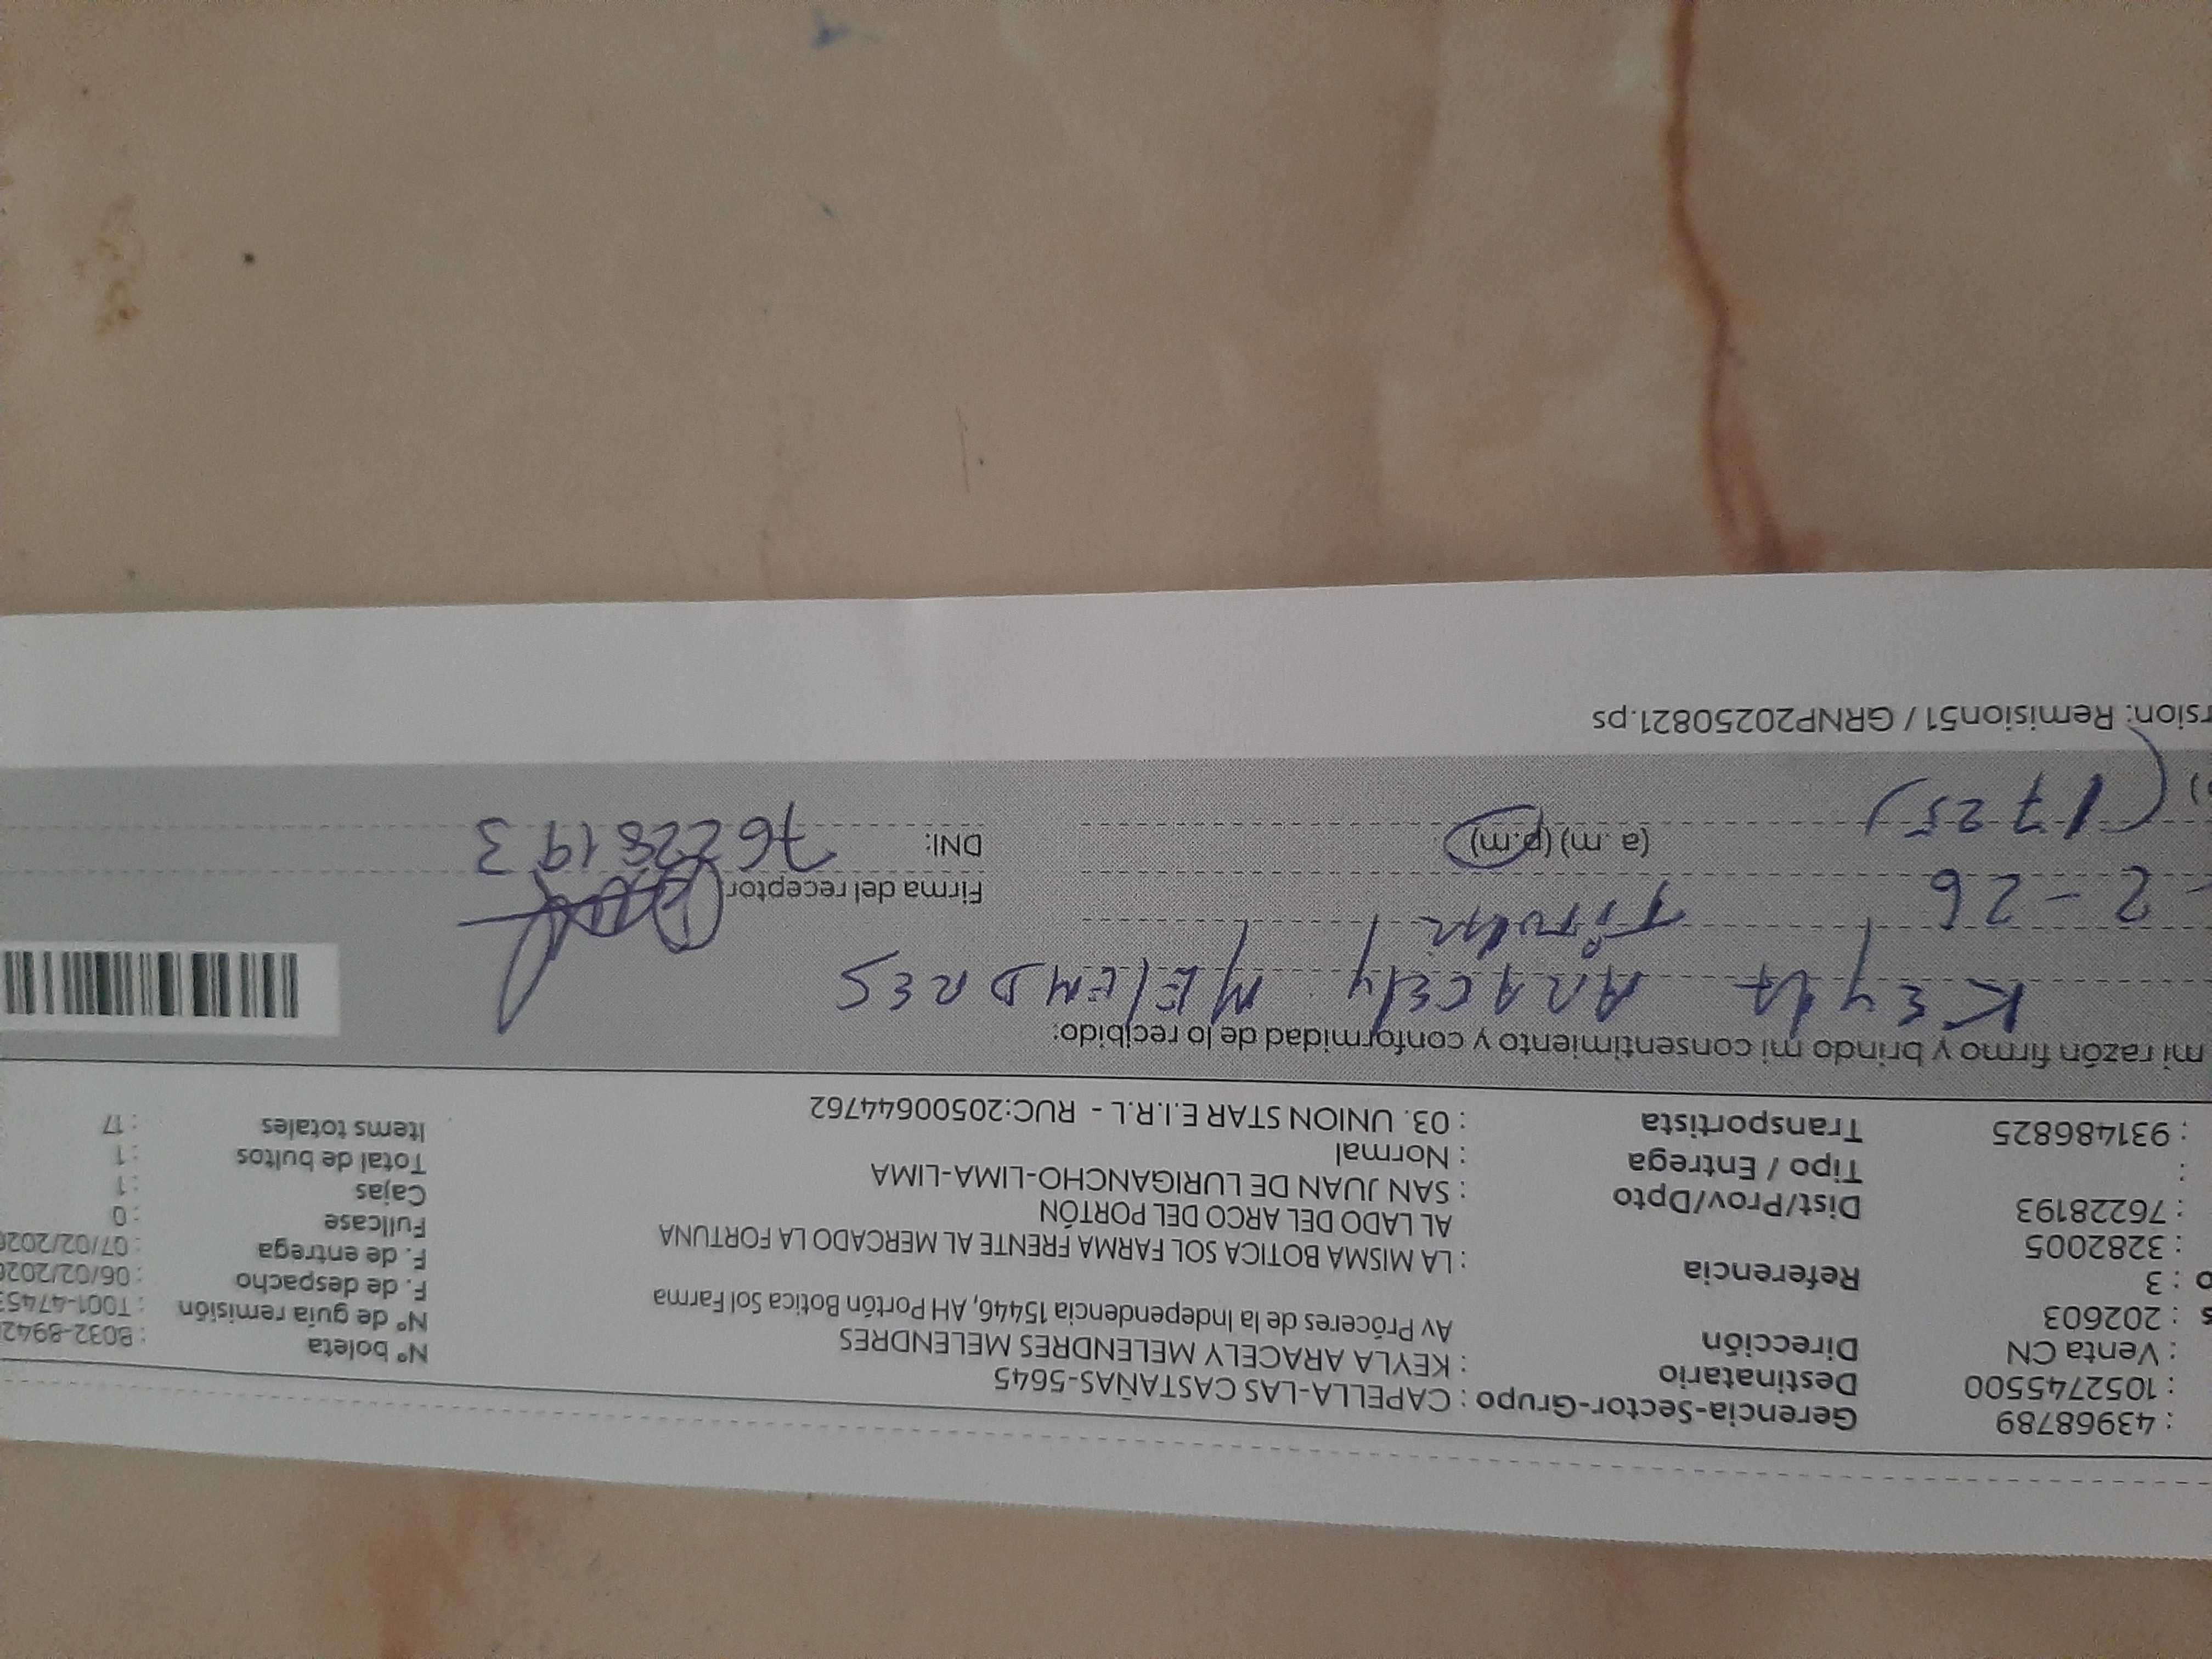 : 43968789 Gerencia-Sector-Grupo : CAPELLA-LAS CASTAÑAS-5645
: 1052745500 Destinatario : KEYLA ARACELY MELENDRES MELENDRES Nº boleta : B032-8942
: Venta CN Dirección Av Próceres de la Independencia 15446, AH Portón Botica Sol Farma Nº de guía remisión : T001-4745
s : 202603 F. de despacho : 06/02/202
o : 3 Referencia : LA MISMA BOTICA SOL FARMA FRENTE AL MERCADO LA FORTUNA F. de entrega : 07/02/202
: 3282005 AL LADO DEL ARCO DEL PORTÓN Fullcase : 0
: 76228193 Dist/Prov/Dpto : SAN JUAN DE LURIGANCHO-LIMA-LIMA Cajas : 1
: Tipo / Entrega : Normal Total de bultos : 1
: 931486825 Transportista : 03. UNION STAR E.I.R.L - RUC:20500644762 Items totales : 17
mi razón firmo y brindo mi consentimiento y conformidad de lo recibido:
KEYLA ARACELY MELENDRES
- 2 - 26 Titular Firma del receptor
(1725) (a .m) (p.m) DNI: 76228193
rsion: Remision51 / GRNP20250821.ps